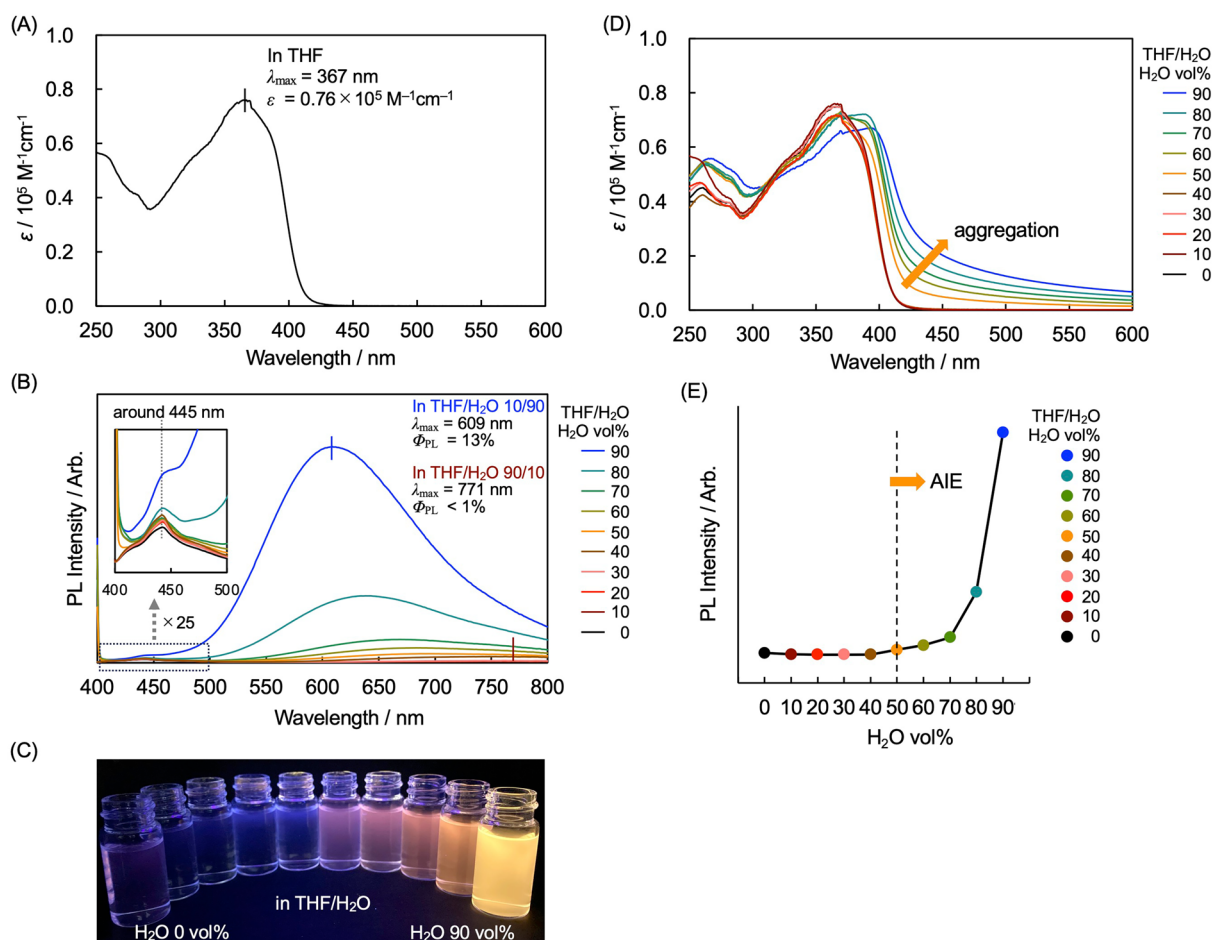 (A)
1.0
0.8
0.6
0.4
0.2
0.0
ε / 10⁵ M⁻¹cm⁻¹
In THF
λmax = 367 nm
ε = 0.76 × 10⁵ M⁻¹cm⁻¹
250 300 350 400 450 500 550 600
Wavelength / nm
(B)
PL Intensity / Arb.
around 445 nm
400 450 500
× 25
In THF/H₂O 10/90
λmax = 609 nm
ΦPL = 13%
In THF/H₂O 90/10
λmax = 771 nm
ΦPL < 1%
THF/H₂O
H₂O vol%
90
80
70
60
50
40
30
20
10
0
400 450 500 550 600 650 700 750 800
Wavelength / nm
(C)
in THF/H₂O
H₂O 0 vol%
H₂O 90 vol%
(D)
1.0
0.8
0.6
0.4
0.2
0.0
ε / 10⁵ M⁻¹cm⁻¹
aggregation
THF/H₂O
H₂O vol%
90
80
70
60
50
40
30
20
10
0
250 300 350 400 450 500 550 600
Wavelength / nm
(E)
PL Intensity / Arb.
AIE
THF/H₂O
H₂O vol%
90
80
70
60
50
40
30
20
10
0
0 10 20 30 40 50 60 70 80 90
H₂O vol%